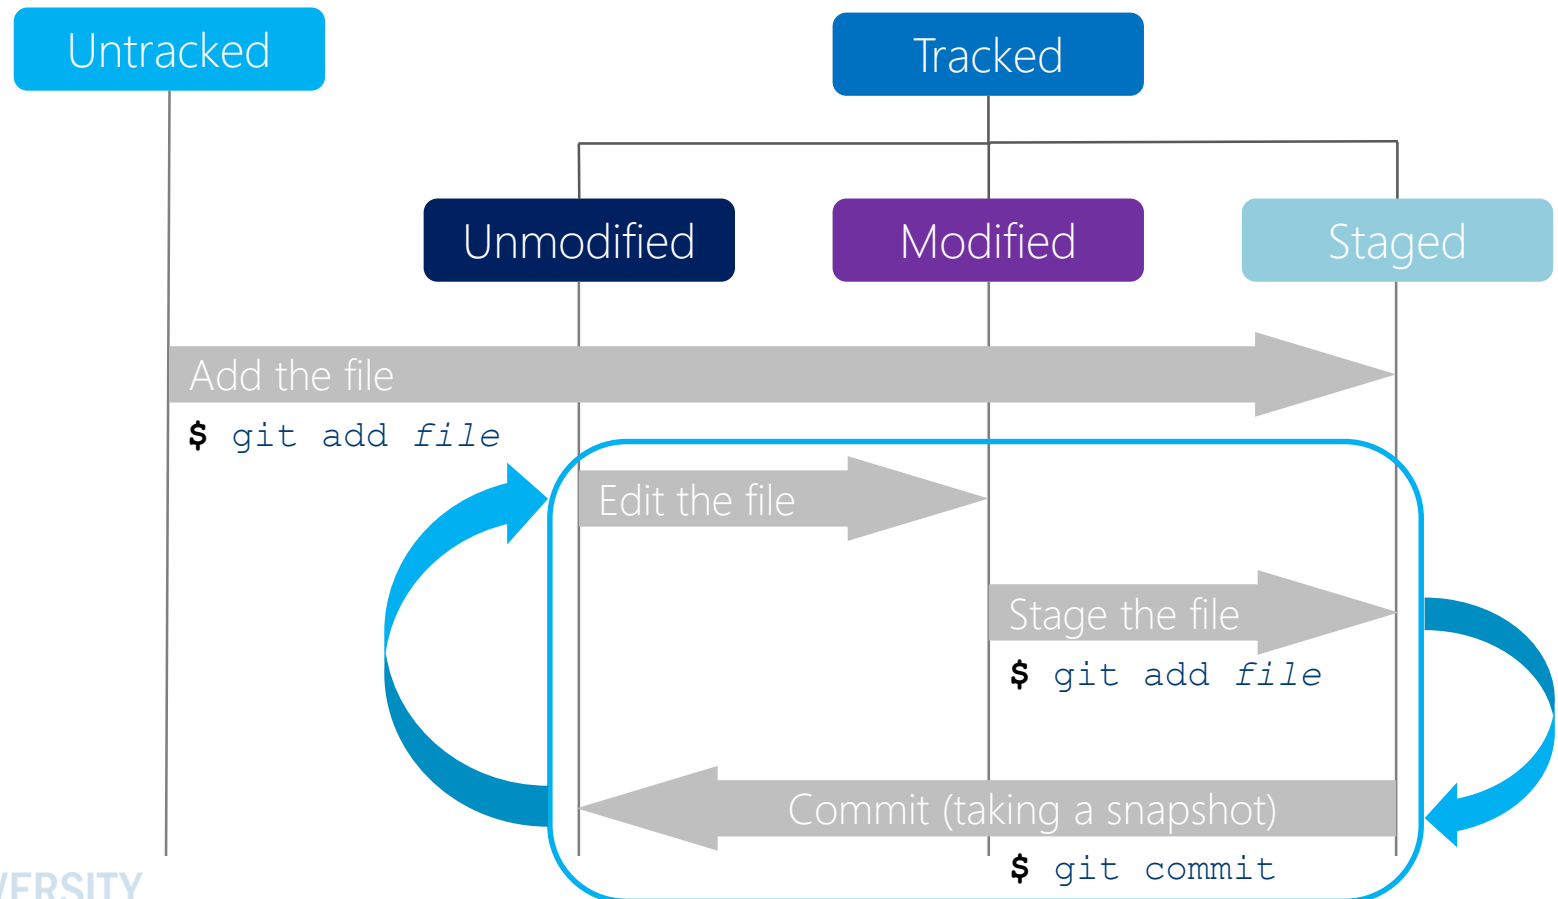 Untracked
Tracked
Unmodified
Modified
Staged
Add the file
$ git add file
Edit the file
Stage the file
$ git add file
Commit (taking a snapshot)
$ git commit